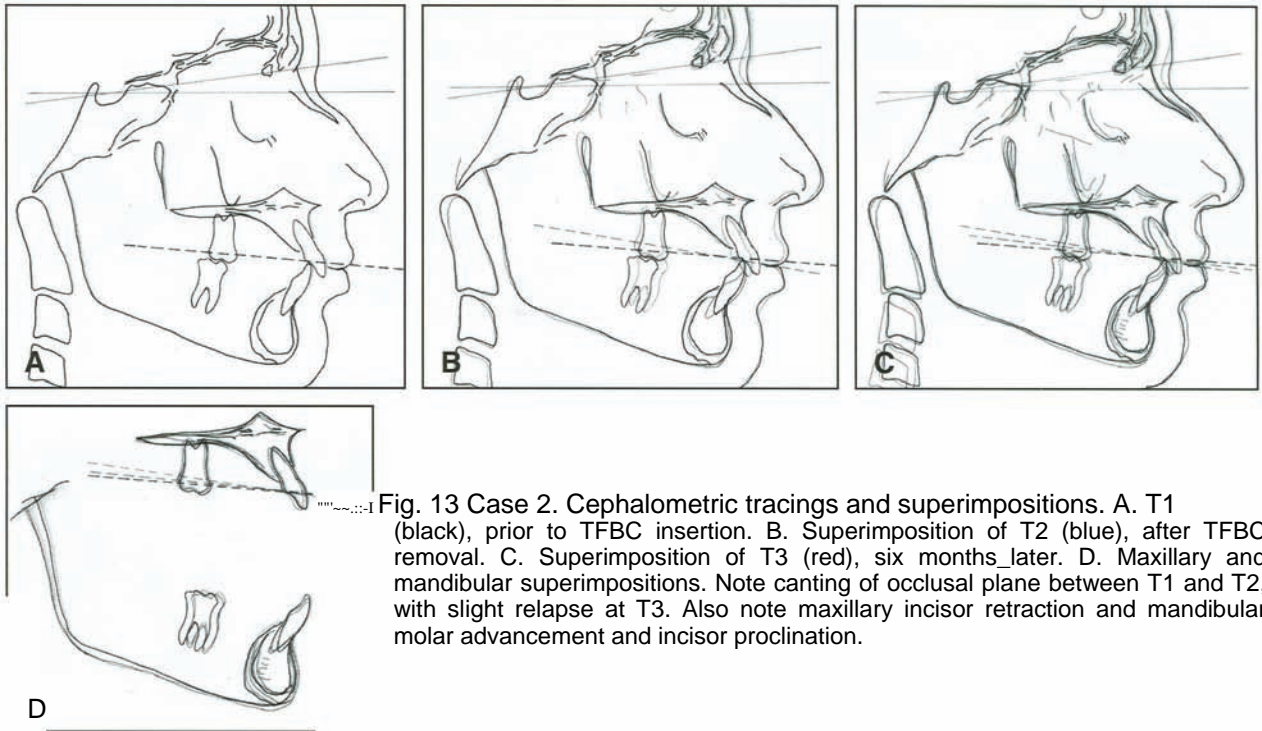 A
B
C
D
Fig. 13 Case 2. Cephalometric tracings and superimpositions. A. T1
(black), prior to TFBC insertion. B. Superimposition of T2 (blue), after TFBC
removal. C. Superimposition of T3 (red), six months_later. D. Maxillary and
mandibular superimpositions. Note canting of occlusal plane between T1 and T2,
with slight relapse at T3. Also note maxillary incisor retraction and mandibular
molar advancement and incisor proclination.